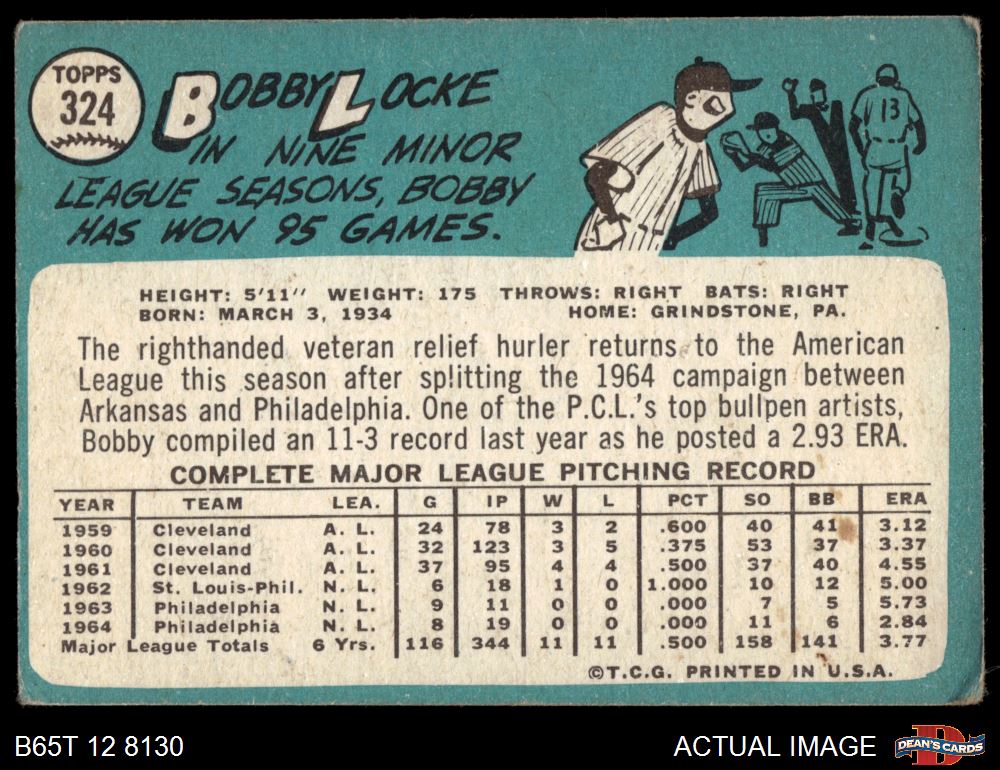 TOPPS
324
BOBBY LOCKE
IN NINE MINOR
LEAGUE SEASONS, BOBBY
HAS WON 95 GAMES.
13
HEIGHT: 5'11" WEIGHT: 175 THROWS: RIGHT BATS: RIGHT
BORN: MARCH 3, 1934 HOME: GRINDSTONE, PA.
The righthanded veteran relief hurler returns to the American
League this season after splitting the 1964 campaign between
Arkansas and Philadelphia. One of the P.C.L.'s top bullpen artists,
Bobby compiled an 11-3 record last year as he posted a 2.93 ERA.
COMPLETE MAJOR LEAGUE PITCHING RECORD
YEAR TEAM LEA. G IP W L PCT SO BB ERA
1959 Cleveland A. L. 24 78 3 2 .600 40 41 3.12
1960 Cleveland A. L. 32 123 3 5 .375 53 37 3.37
1961 Cleveland A. L. 37 95 4 4 .500 37 40 4.55
1962 St. Louis-Phil. N. L. 6 18 1 0 1.000 10 12 5.00
1963 Philadelphia N. L. 9 11 0 0 .000 7 5 5.73
1964 Philadelphia N. L. 8 19 0 0 .000 11 6 2.84
Major League Totals 6 Yrs. 116 344 11 11 .500 158 141 3.77
©T.C.G. PRINTED IN U.S.A.
B65T 12 8130 ACTUAL IMAGE DEAN'S CARDS